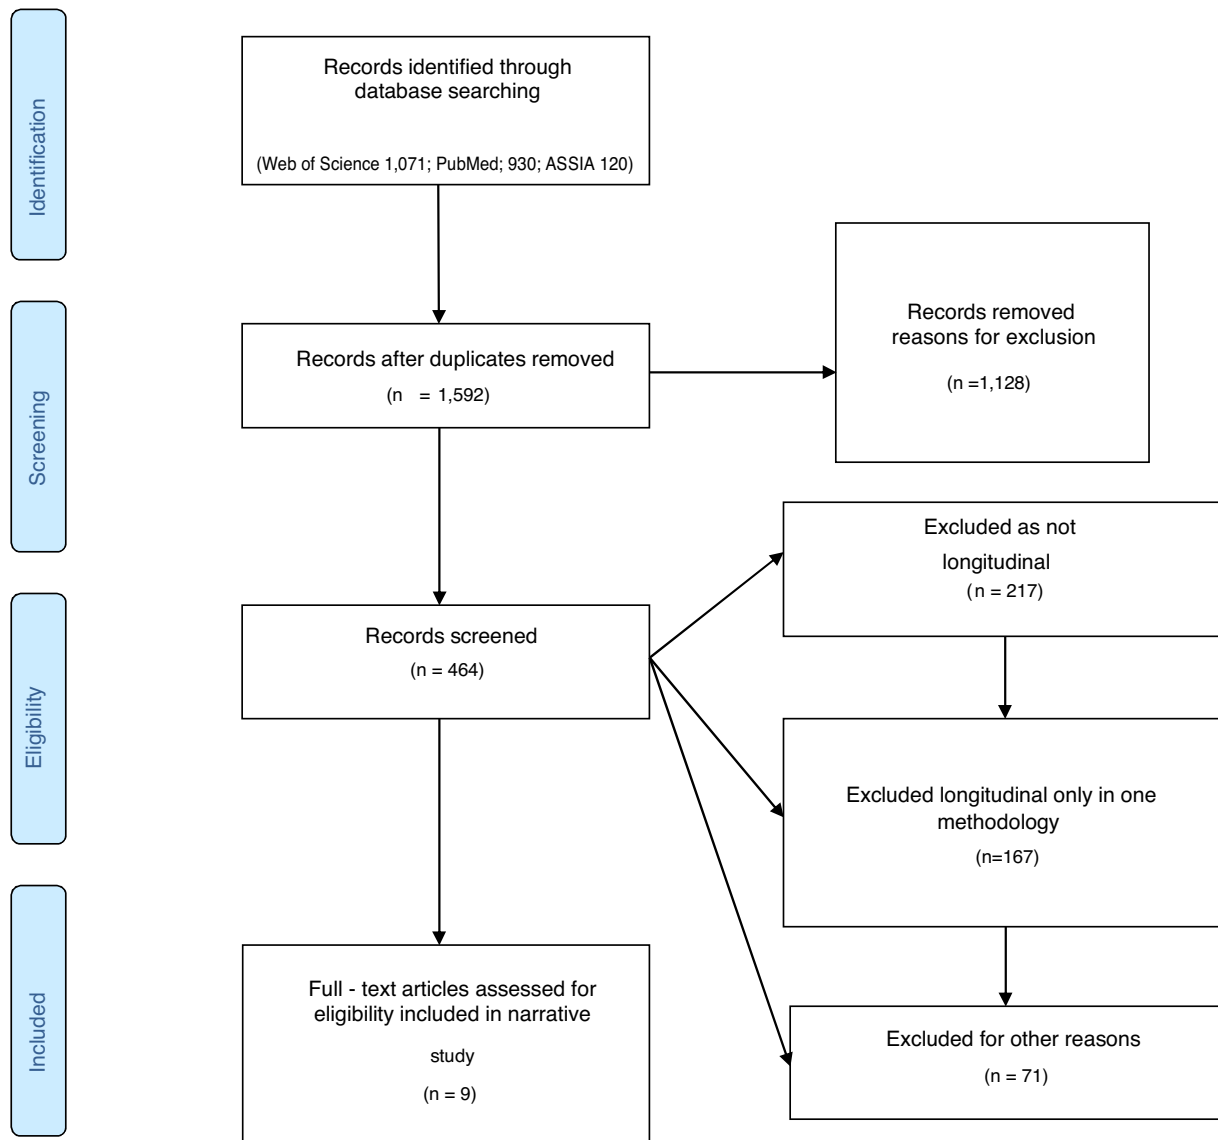 Identification
Records identified through
database searching
(Web of Science 1,071; PubMed; 930; ASSIA 120)
Records removed
reasons for exclusion
(n =1,128)
Screening
Records after duplicates removed
(n = 1,592)
Excluded as not
longitudinal
(n = 217)
Eligibility
Records screened
(n = 464)
Excluded longitudinal only in one
methodology
(n=167)
Included
Full - text articles assessed for
eligibility included in narrative
study
(n = 9)
Excluded for other reasons
(n = 71)